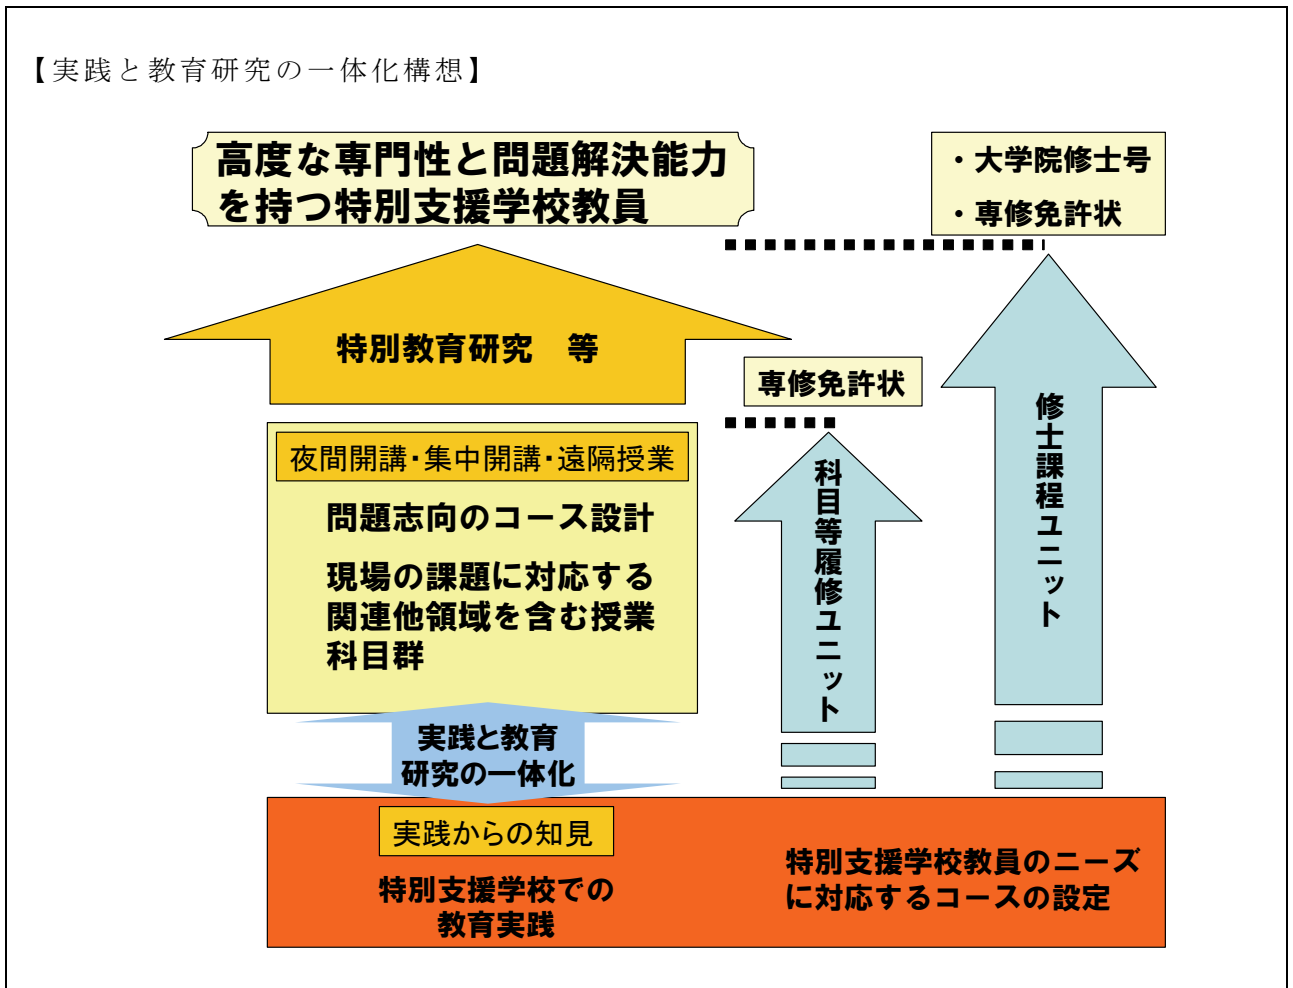 【実践と教育研究の一体化構想】
高度な専門性と問題解決能力
を持つ特別支援学校教員
・大学院修士号
・専修免許状
特別教育研究　等
専修免許状
夜間開講・集中開講・遠隔授業
問題志向のコース設計
現場の課題に対応する
関連他領域を含む授業
科目群
科目等履修ユニット
修士課程ユニット
実践と教育
研究の一体化
実践からの知見
特別支援学校での
教育実践
特別支援学校教員のニーズ
に対応するコースの設定